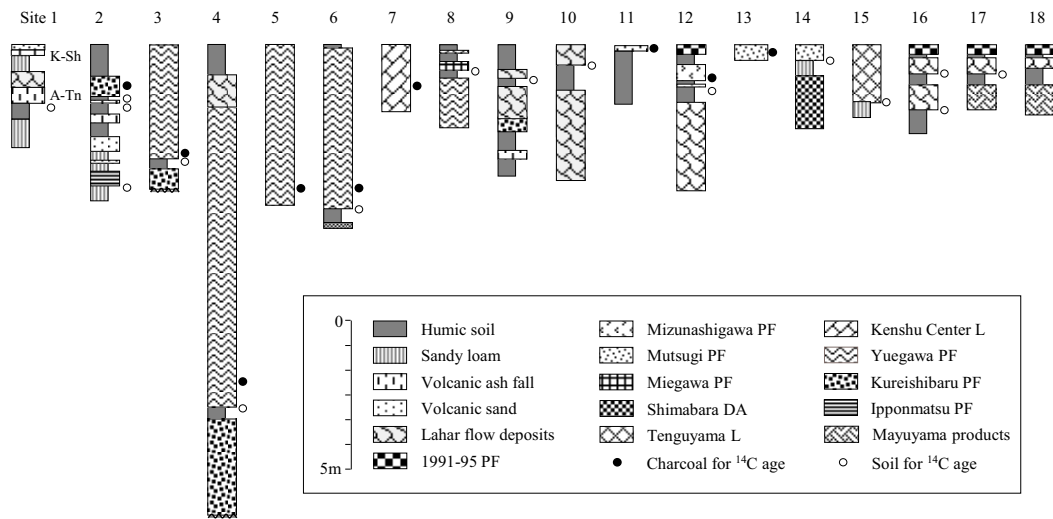 Site 1 2 3 4 5 6 7 8 9 10 11 12 13 14 15 16 17 18
K-Sh
A-Tn
0
5m
Humic soil
Sandy loam
Volcanic ash fall
Volcanic sand
Lahar flow deposits
1991-95 PF
Mizunashigawa PF
Mutsugi PF
Miegawa PF
Shimabara DA
Tenguyama L
Charcoal for ¹⁴C age
Kenshu Center L
Yuegawa PF
Kureishibaru PF
Ipponmatsu PF
Mayuyama products
Soil for ¹⁴C age